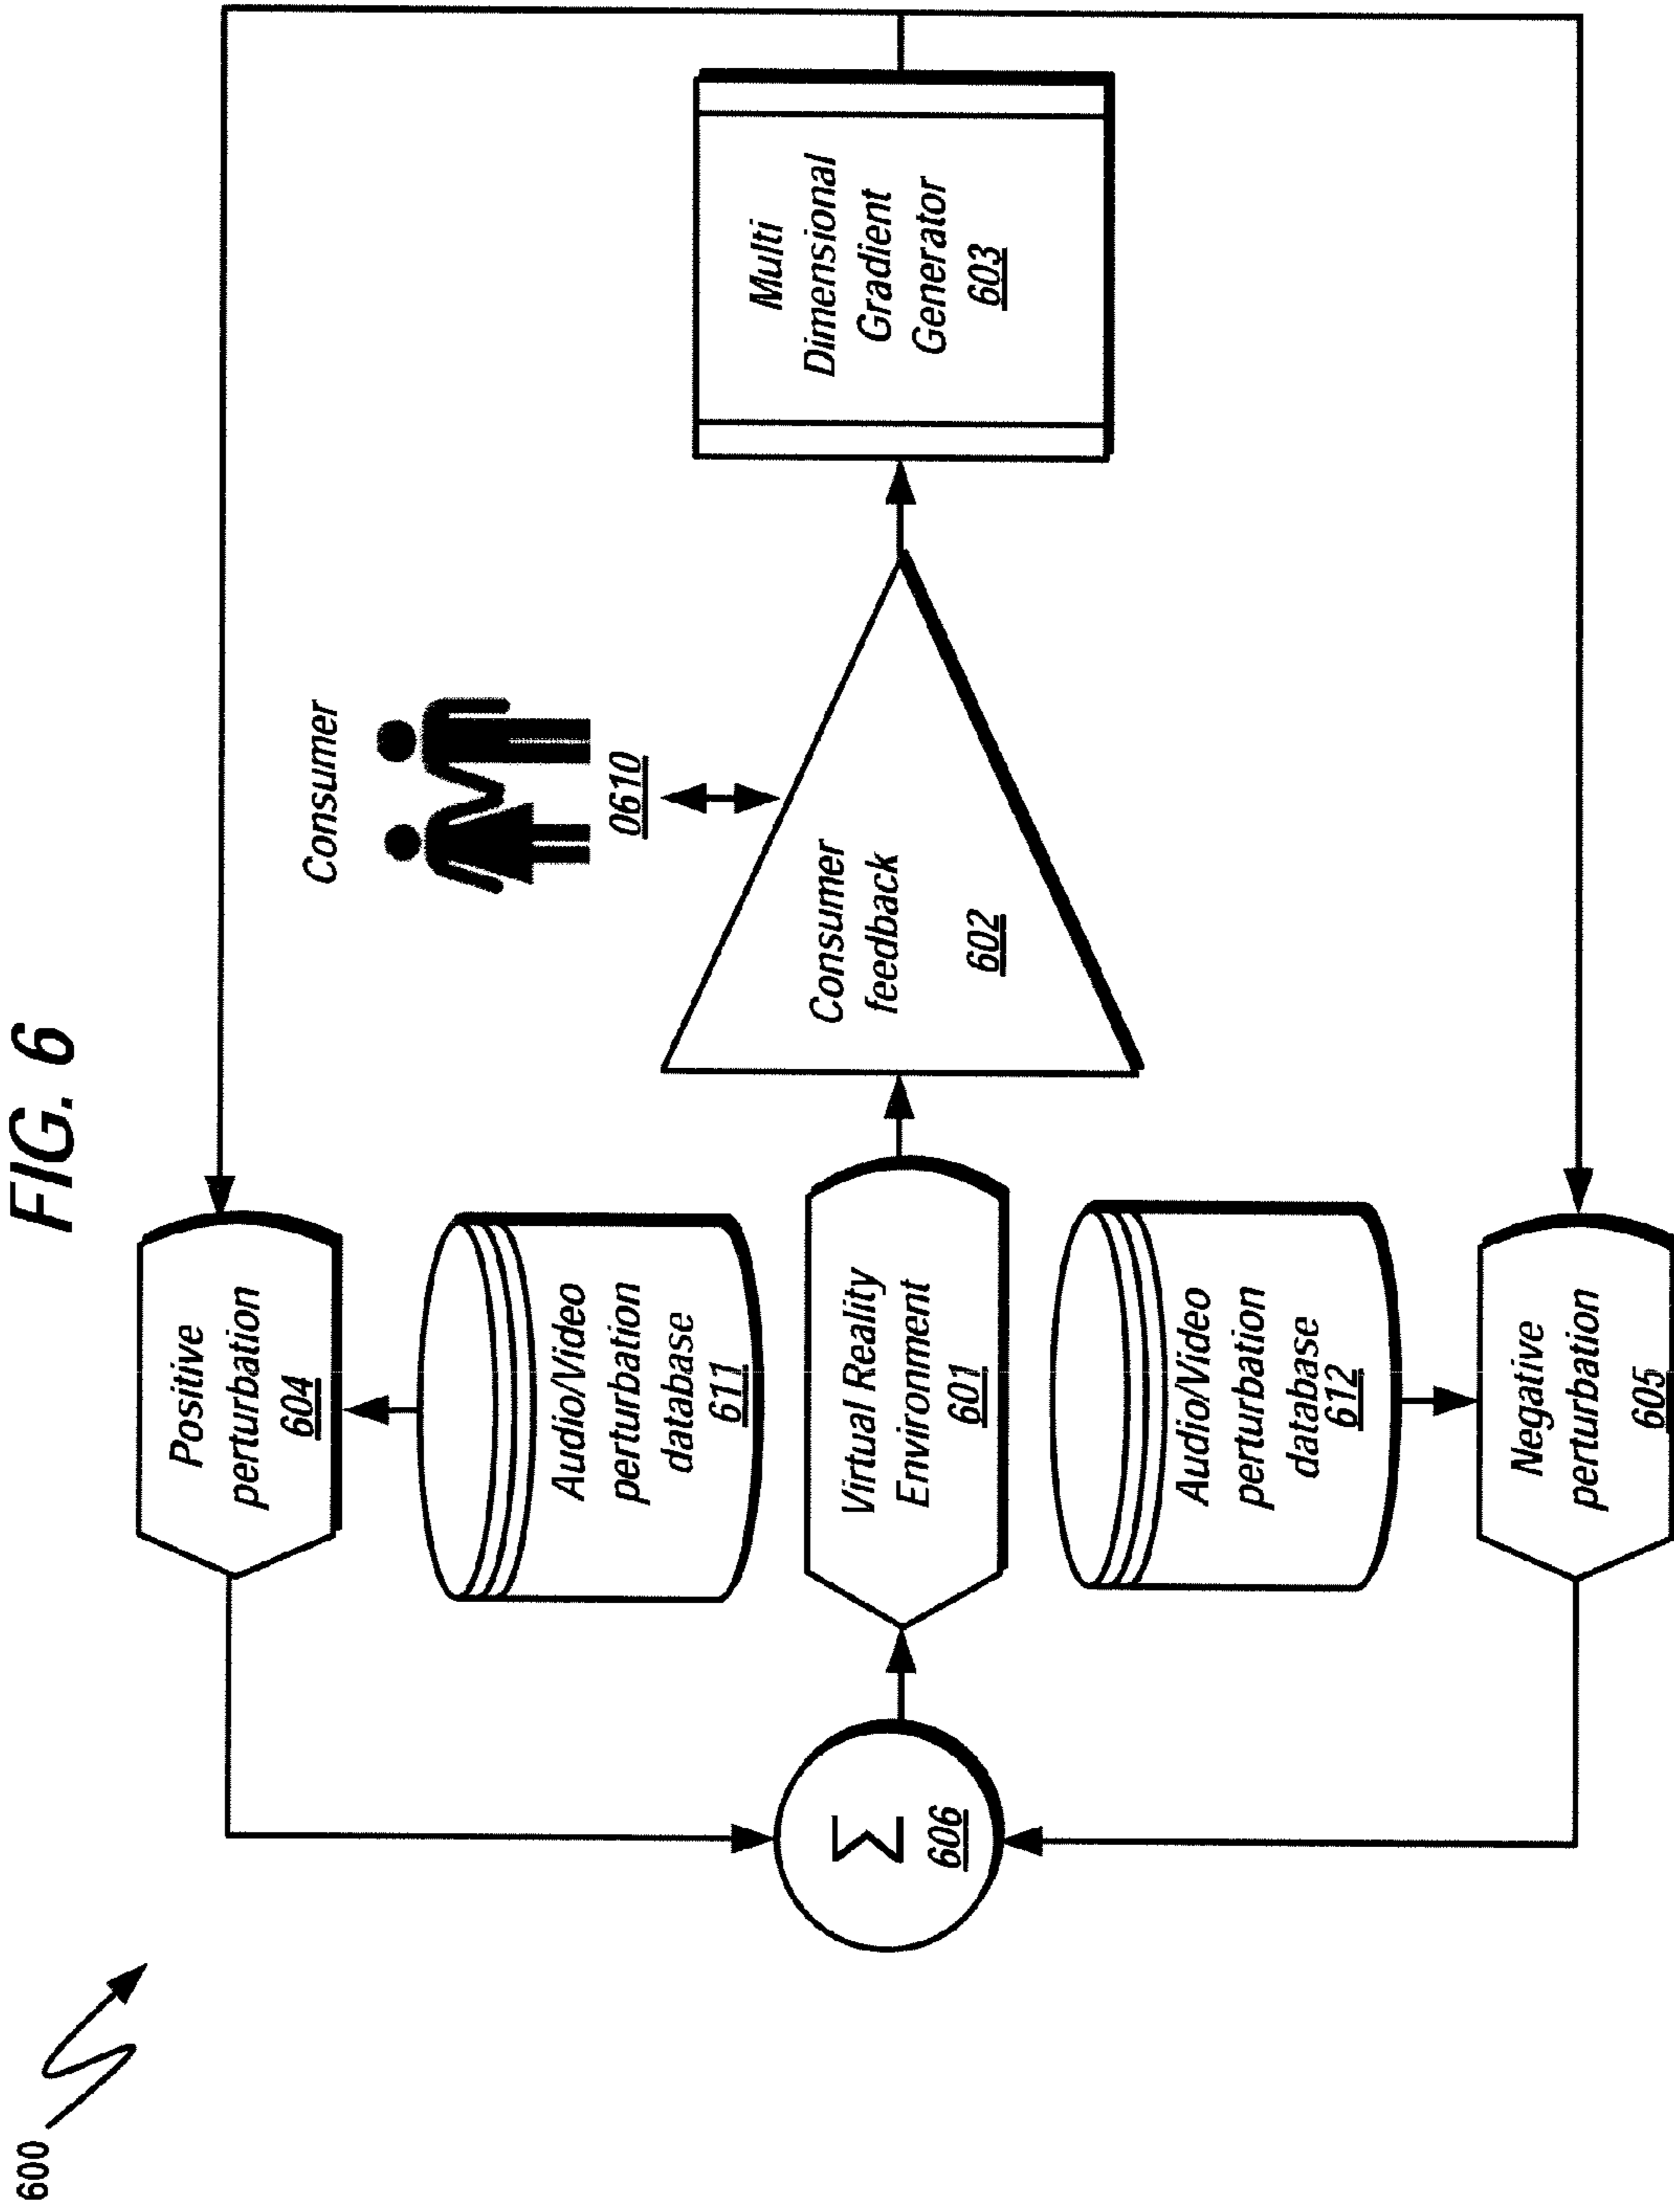 FIG. 6
600
Positive
perturbation
604
Audio/Video
perturbation
database
611
Consumer
0610
Σ
606
Virtual Reality
Environment
601
Consumer
feedback
602
Multi
Dimensional
Gradient
Generator
603
Audio/Video
perturbation
database
612
Negative
perturbation
605